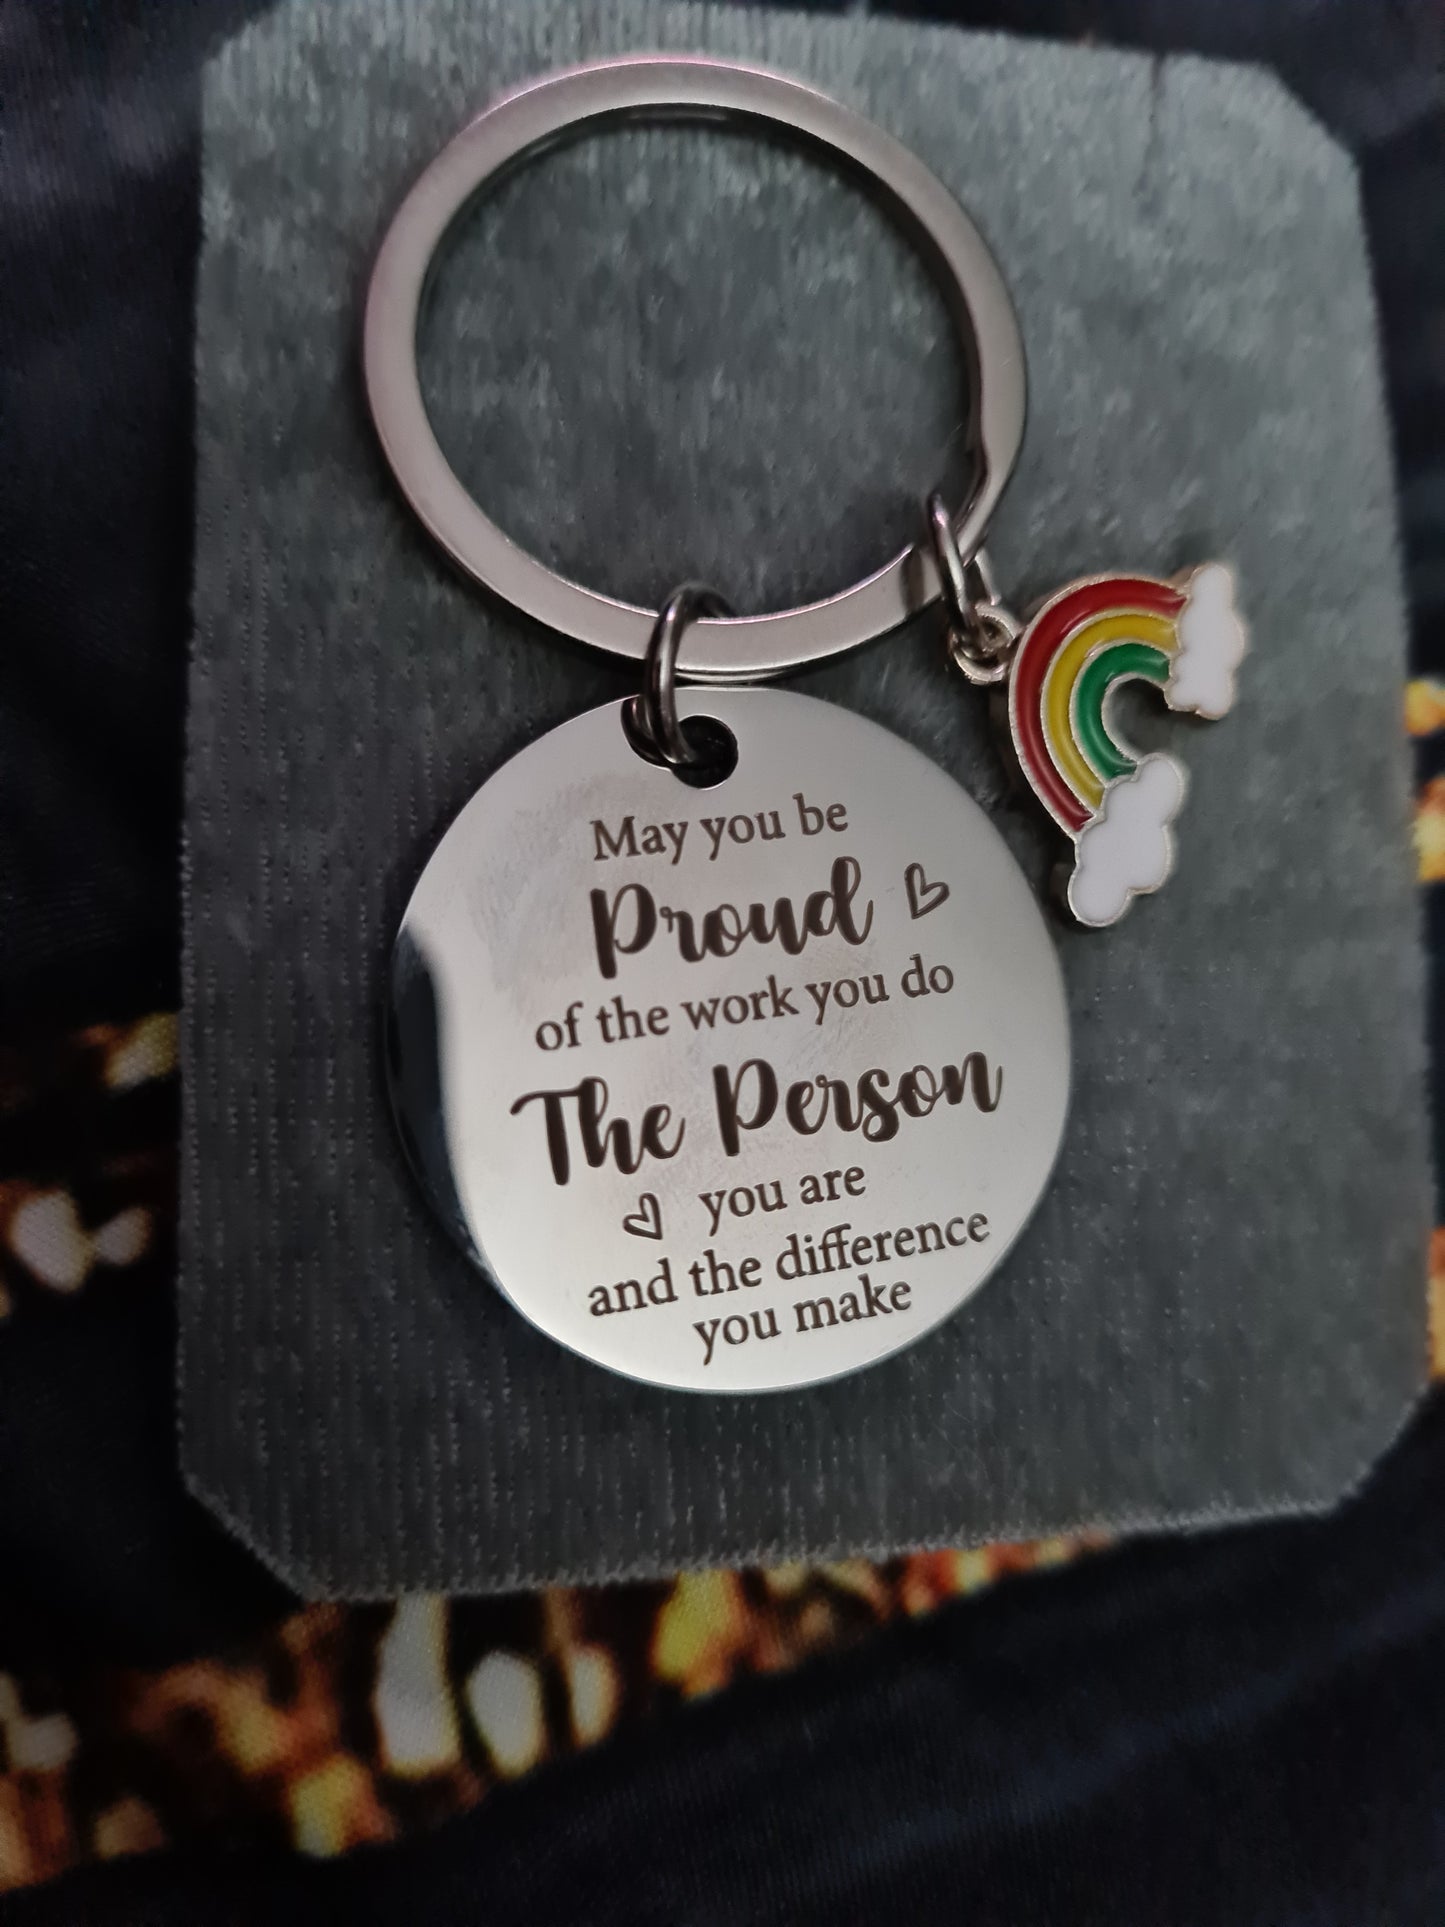 May you be
Proud
of the work you do
The Person
you are
and the difference
you make